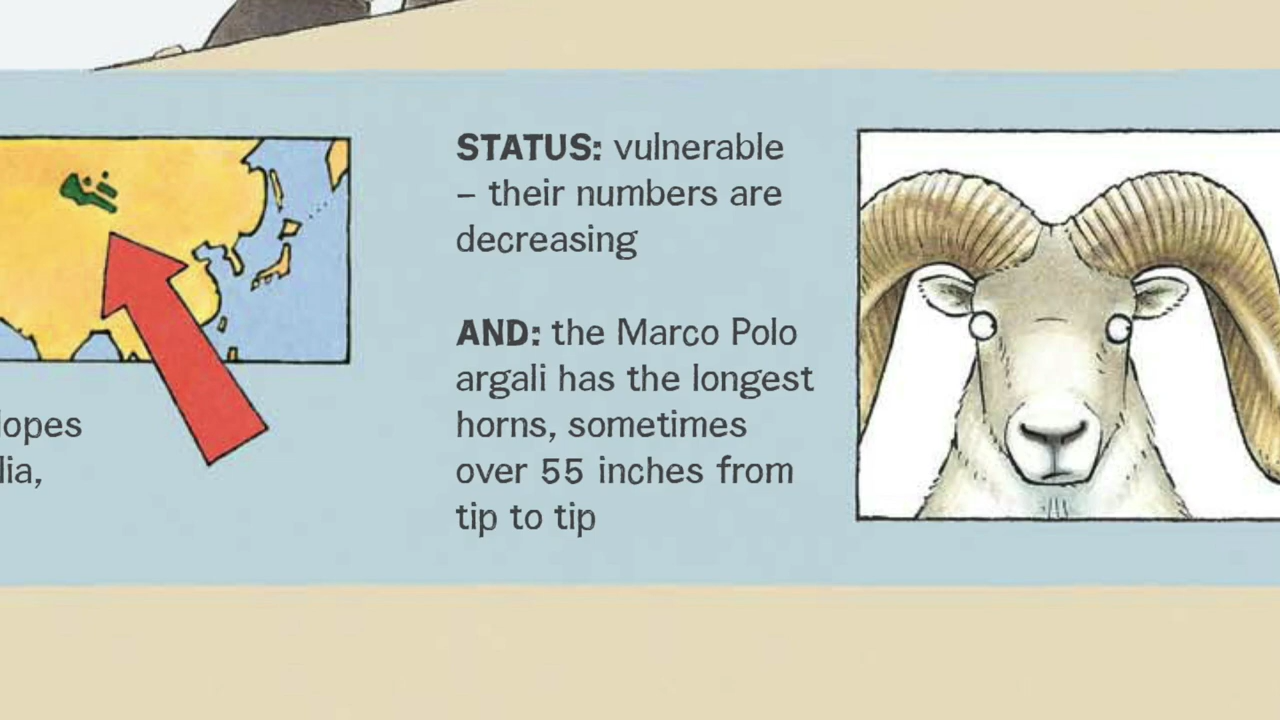 lopes
lia,
STATUS: vulnerable
– their numbers are
decreasing
AND: the Marco Polo
argali has the longest
horns, sometimes
over 55 inches from
tip to tip